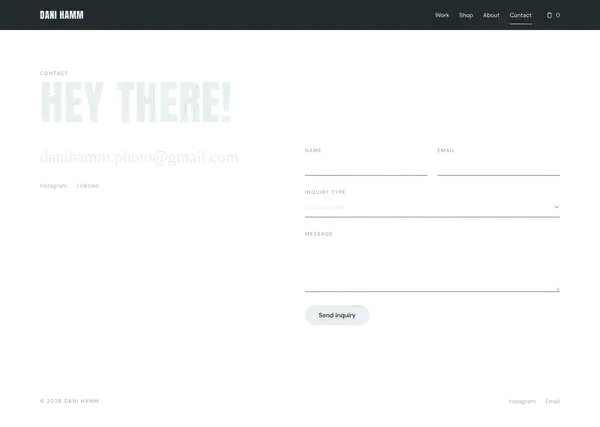 DANI HAMM
Work Shop About Contact 0
CONTACT
HEY THERE!
danihamm.photo@gmail.com
Instagram Linktree
NAME EMAIL
INQUIRY TYPE
MESSAGE
Send inquiry
© 2026 DANI HAMM
Instagram Email